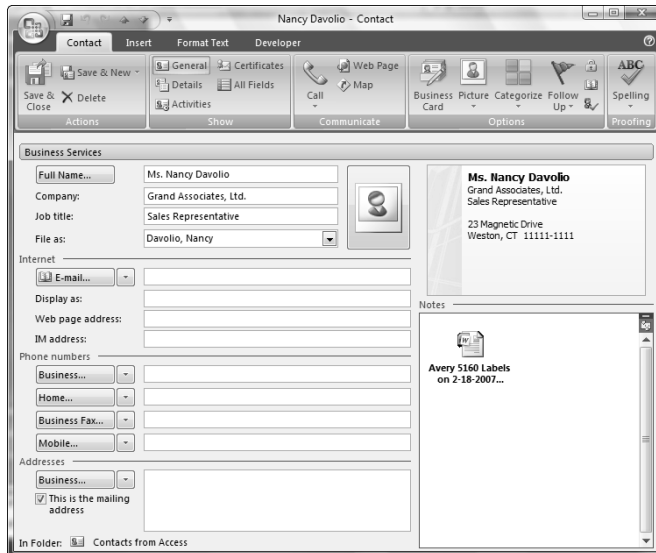 Nancy Davolio - Contact
Contact Insert Format Text Developer
Save & Close
Save & New
Delete
Actions
General
Details
Activities
Certificates
All Fields
Show
Call
Web Page
Map
Communicate
Business Card
Picture
Categorize
Follow Up
Options
ABC
Spelling
Proofing
Business Services
Full Name... Ms. Nancy Davolio
Company: Grand Associates, Ltd.
Job title: Sales Representative
File as: Davolio, Nancy
Ms. Nancy Davolio
Grand Associates, Ltd.
Sales Representative
23 Magnetic Drive
Weston, CT 11111-1111
Internet
E-mail...
Display as:
Web page address:
IM address:
Phone numbers
Business...
Home...
Business Fax...
Mobile...
Addresses
Business...
This is the mailing
address
Notes
Avery 5160 Labels
on 2-18-2007...
In Folder: Contacts from Access